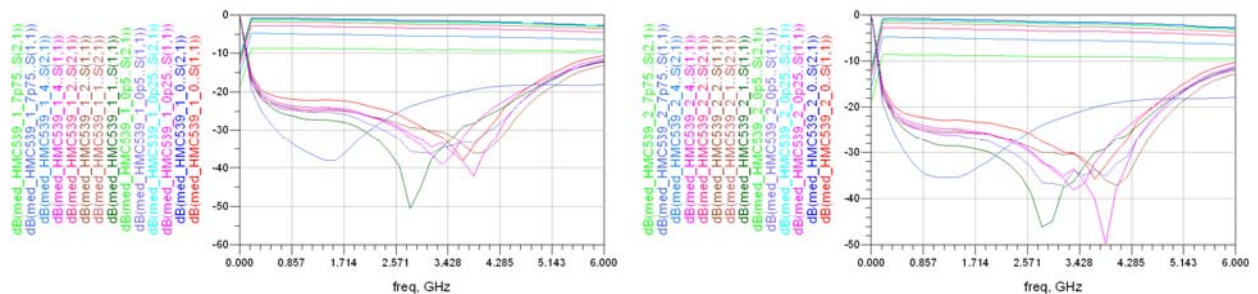 dB(med_HMC539_1_7p75..S(2,1))
dB(med_HMC539_1_7p75..S(1,1))
dB(med_HMC539_1_4..S(2,1))
dB(med_HMC539_1_4..S(1,1))
dB(med_HMC539_1_2..S(2,1))
dB(med_HMC539_1_2..S(1,1))
dB(med_HMC539_1_1..S(2,1))
dB(med_HMC539_1_1..S(1,1))
dB(med_HMC539_1_0p5..S(2,1))
dB(med_HMC539_1_0p5..S(1,1))
dB(med_HMC539_1_0p25..S(2,1))
dB(med_HMC539_1_0p25..S(1,1))
dB(med_HMC539_1_0..S(2,1))
dB(med_HMC539_1_0..S(1,1))
0
-10
-20
-30
-40
-50
-60
0.000 0.857 1.714 2.571 3.428 4.285 5.143 6.000
freq, GHz
dB(med_HMC539_2_7p75..S(2,1))
dB(med_HMC539_2_7p75..S(1,1))
dB(med_HMC539_2_4..S(2,1))
dB(med_HMC539_2_4..S(1,1))
dB(med_HMC539_2_2..S(2,1))
dB(med_HMC539_2_2..S(1,1))
dB(med_HMC539_2_1..S(2,1))
dB(med_HMC539_2_1..S(1,1))
dB(med_HMC539_2_0p5..S(2,1))
dB(med_HMC539_2_0p5..S(1,1))
dB(med_HMC539_2_0p25..S(2,1))
dB(med_HMC539_2_0p25..S(1,1))
dB(med_HMC539_2_0..S(2,1))
dB(med_HMC539_2_0..S(1,1))
0
-10
-20
-30
-40
-50
0.000 0.857 1.714 2.571 3.428 4.285 5.143 6.000
freq, GHz